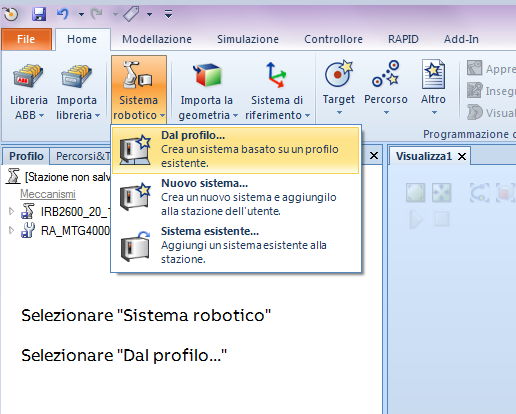 File Home Modellazione Simulazione Controllore RAPID Add-In
Libreria ABB Importa libreria Sistema robotico Importa la geometria Sistema di riferimento Target Percorso Altro
Appre
Insegr
Visual
Programmazione d
Dal profilo...
Crea un sistema basato su un profilo
esistente.
Nuovo sistema...
Crea un nuovo sistema e aggiungilo
alla stazione dell'utente.
Sistema esistente...
Aggiungi un sistema esistente alla
stazione.
Profilo Percorsi&T
Visualizza1
[Stazione non salv
Meccanismi
IRB2600_20_1
RA_MTG4000
Selezionare "Sistema robotico"
Selezionare "Dal profilo..."